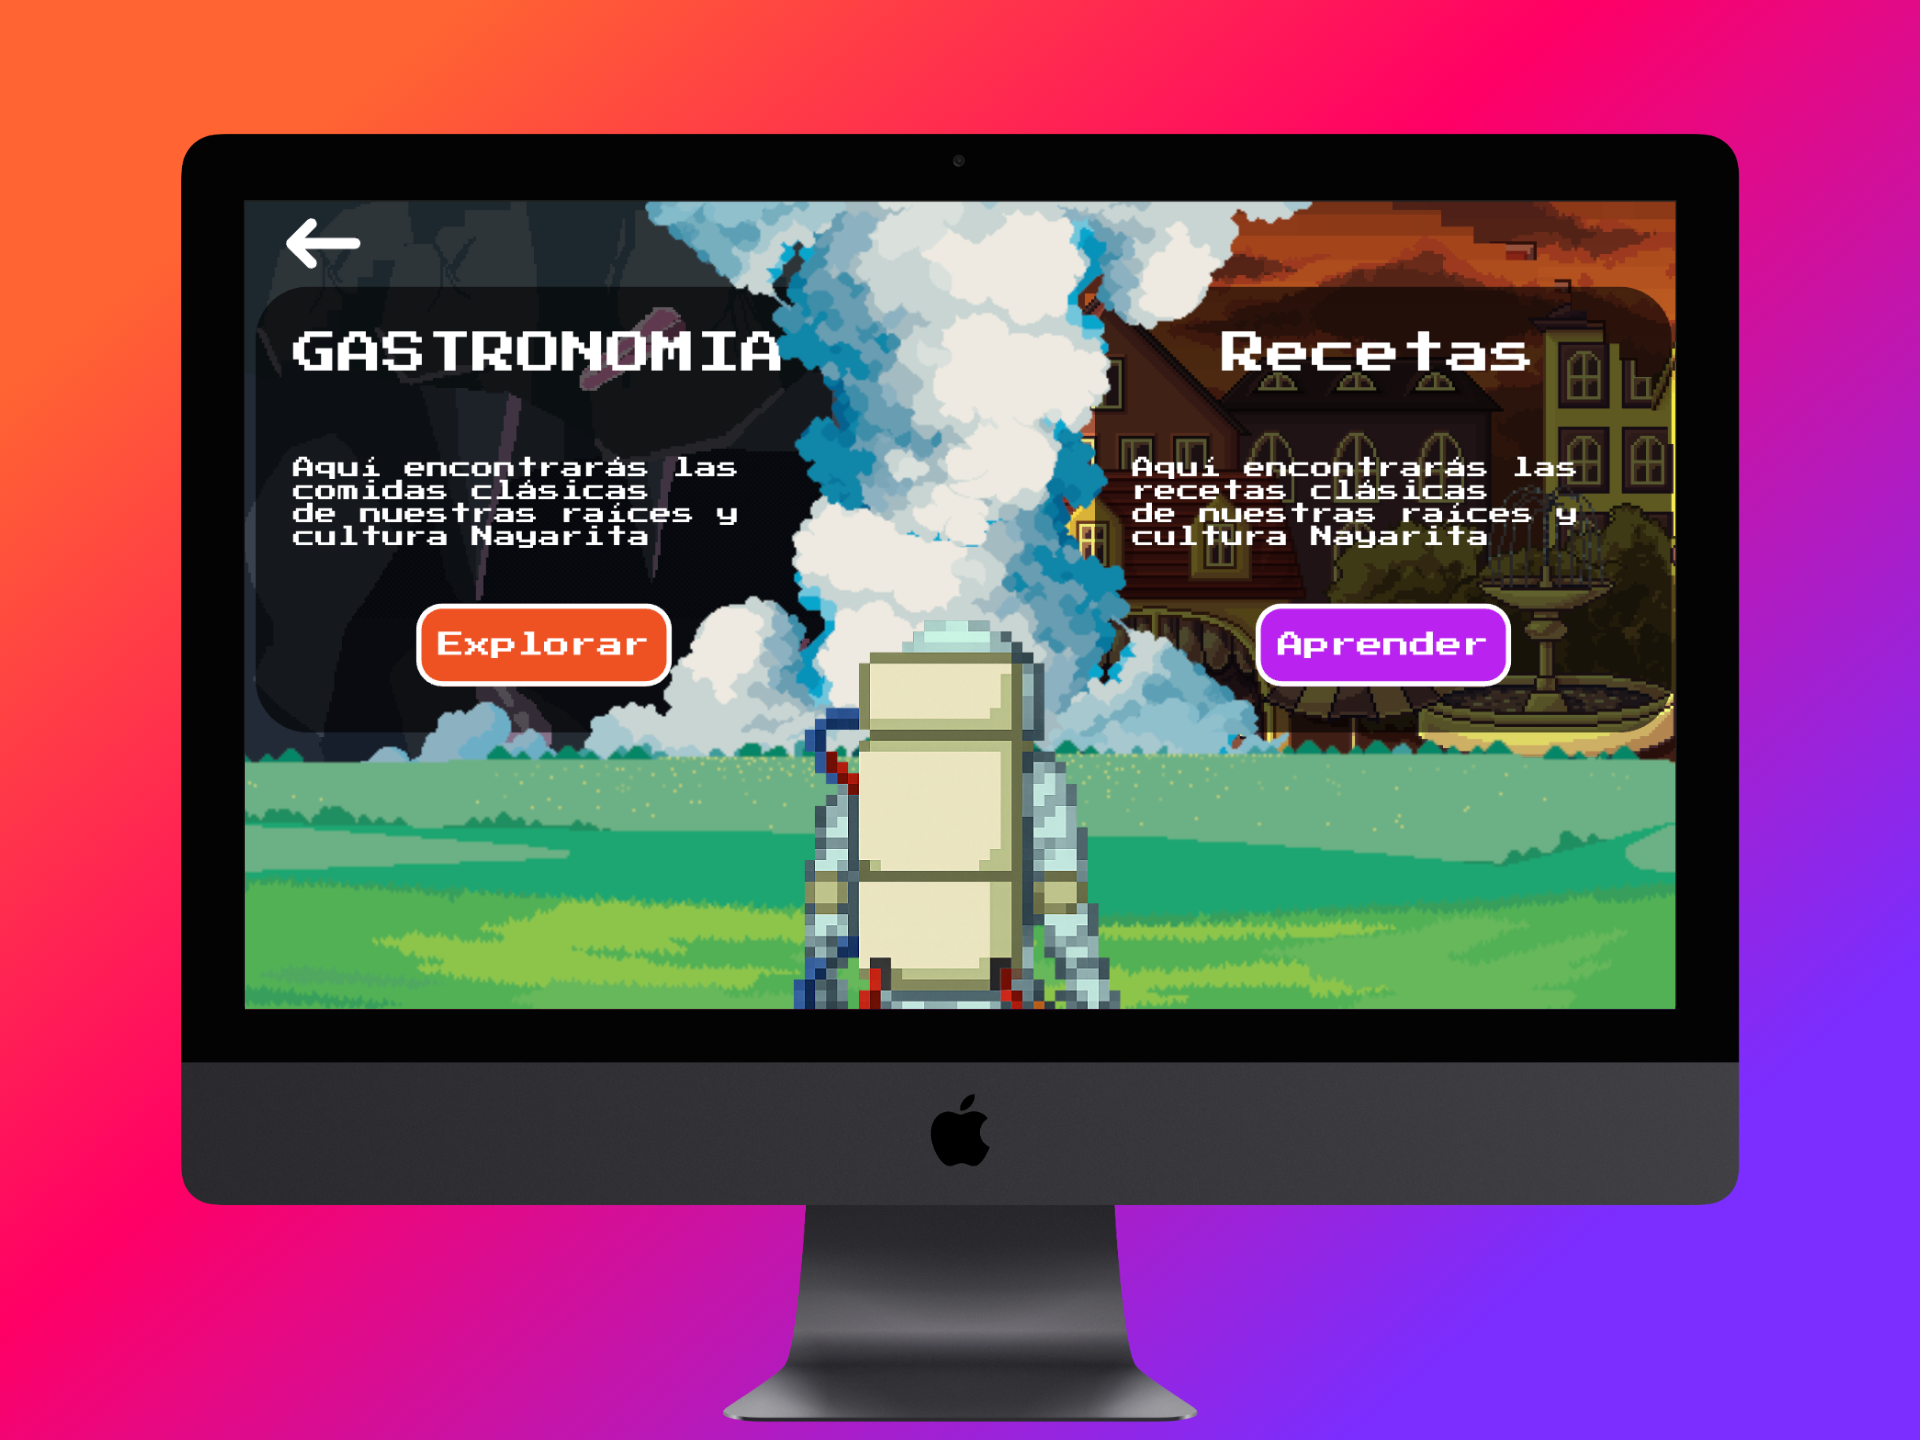 GASTRONOMIA
Aquí encontrarás las
comidas clásicas
de nuestras raíces y
cultura Nayarita
Explorar
Recetas
Aquí encontrarás las
recetas clásicas
de nuestras raíces y
cultura Nayarita
Aprender